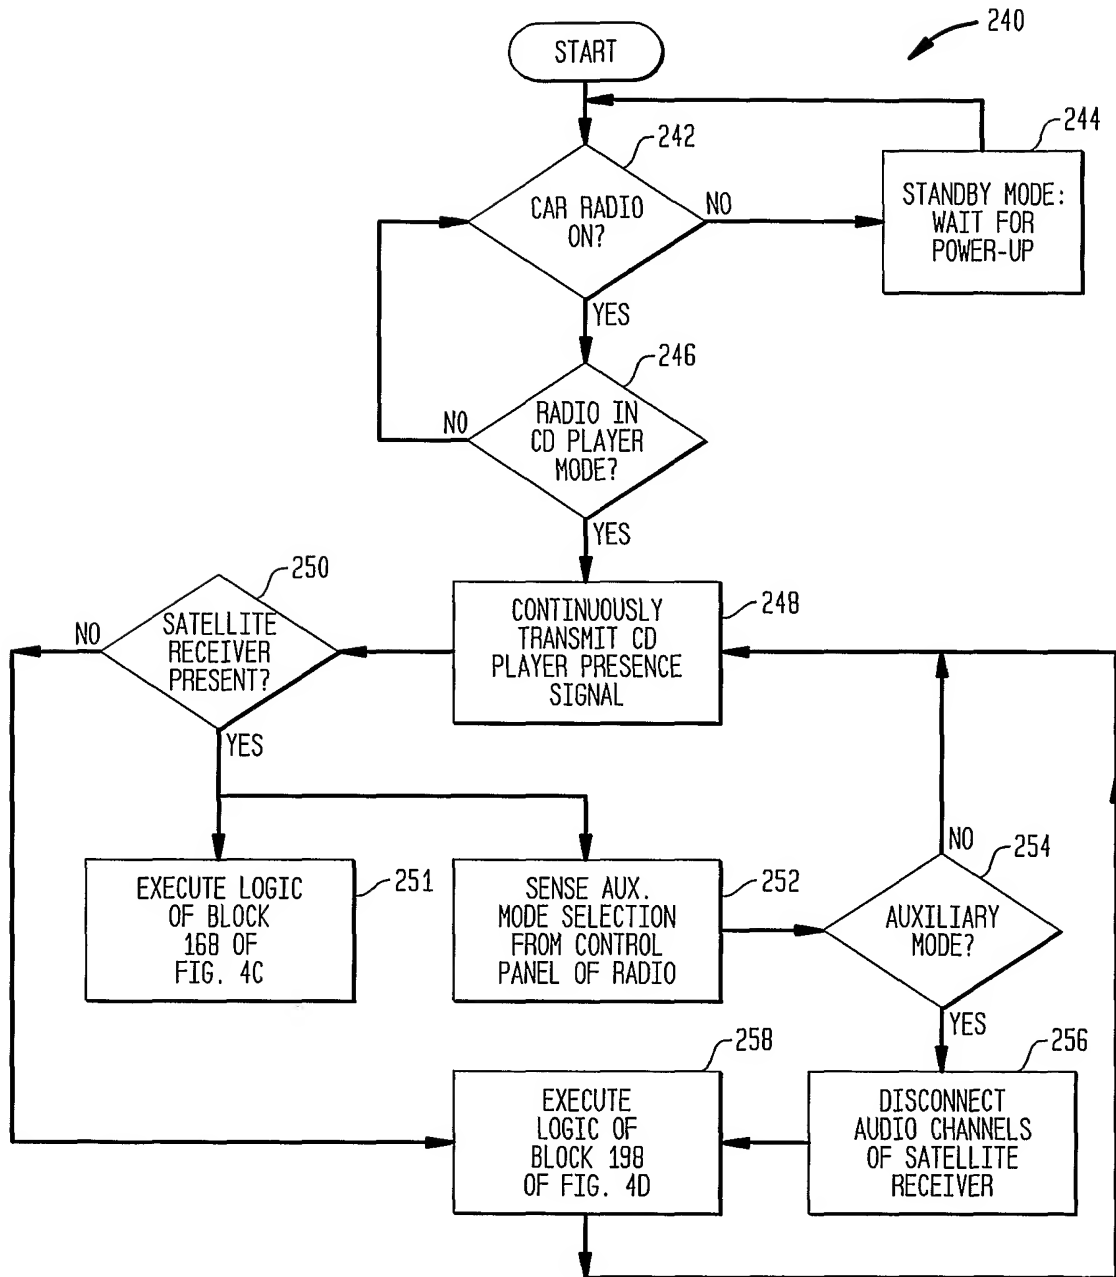 240
START
242
244
CAR RADIO
ON?
NO
STANDBY MODE:
WAIT FOR
POWER-UP
YES
246
RADIO IN
CD PLAYER
MODE?
NO
YES
250
248
SATELLITE
RECEIVER
PRESENT?
NO
CONTINUOUSLY
TRANSMIT CD
PLAYER PRESENCE
SIGNAL
YES
251
EXECUTE LOGIC
OF BLOCK
168 OF
FIG. 4C
252
SENSE AUX.
MODE SELECTION
FROM CONTROL
PANEL OF RADIO
NO
254
AUXILIARY
MODE?
YES
258
EXECUTE
LOGIC OF
BLOCK 198
OF FIG. 4D
256
DISCONNECT
AUDIO CHANNELS
OF SATELLITE
RECEIVER